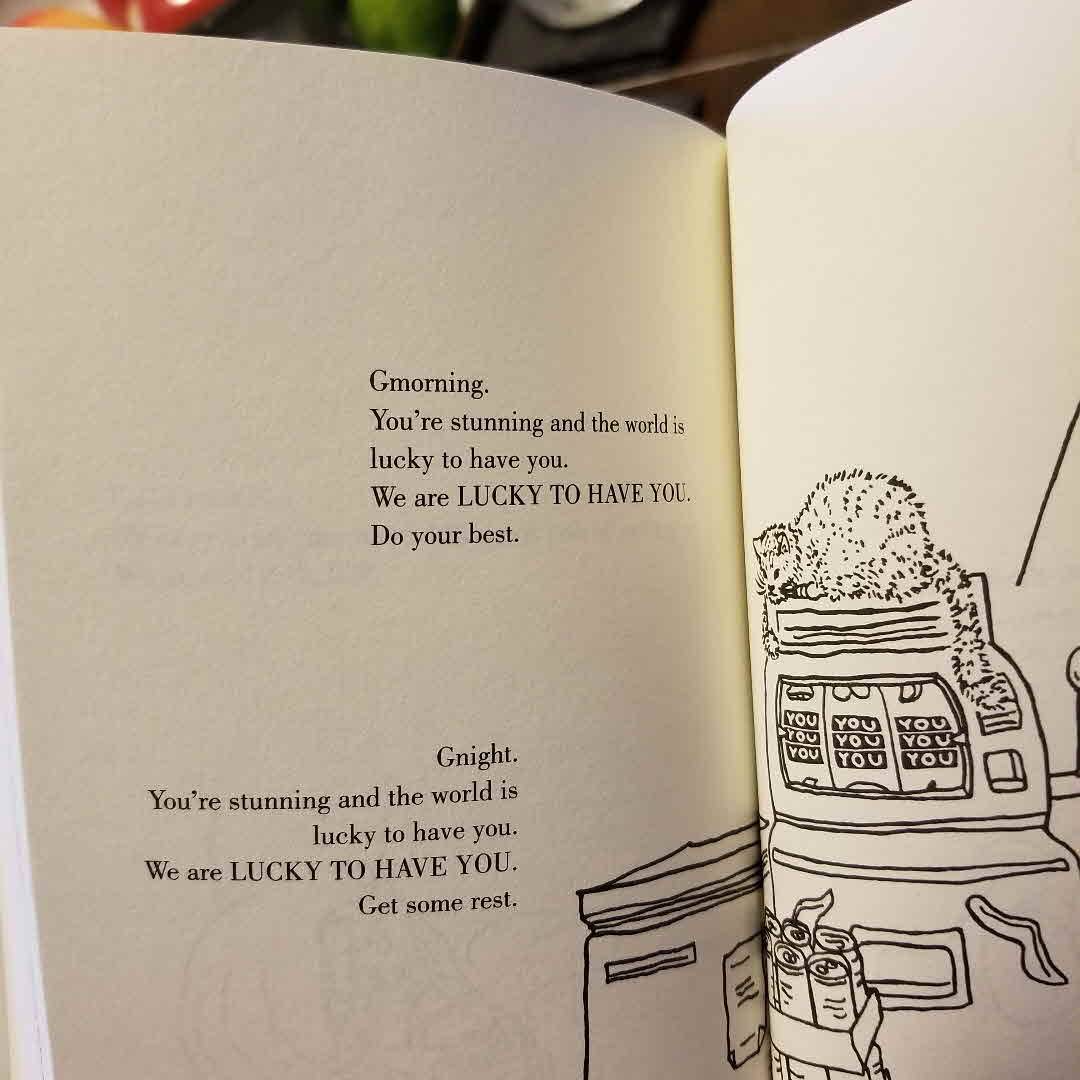 Gmorning.
You're stunning and the world is
lucky to have you.
We are LUCKY TO HAVE YOU.
Do your best.
Gnight.
You're stunning and the world is
lucky to have you.
We are LUCKY TO HAVE YOU.
Get some rest.
YOU YOU YOU
YOU YOU YOU
YOU YOU YOU